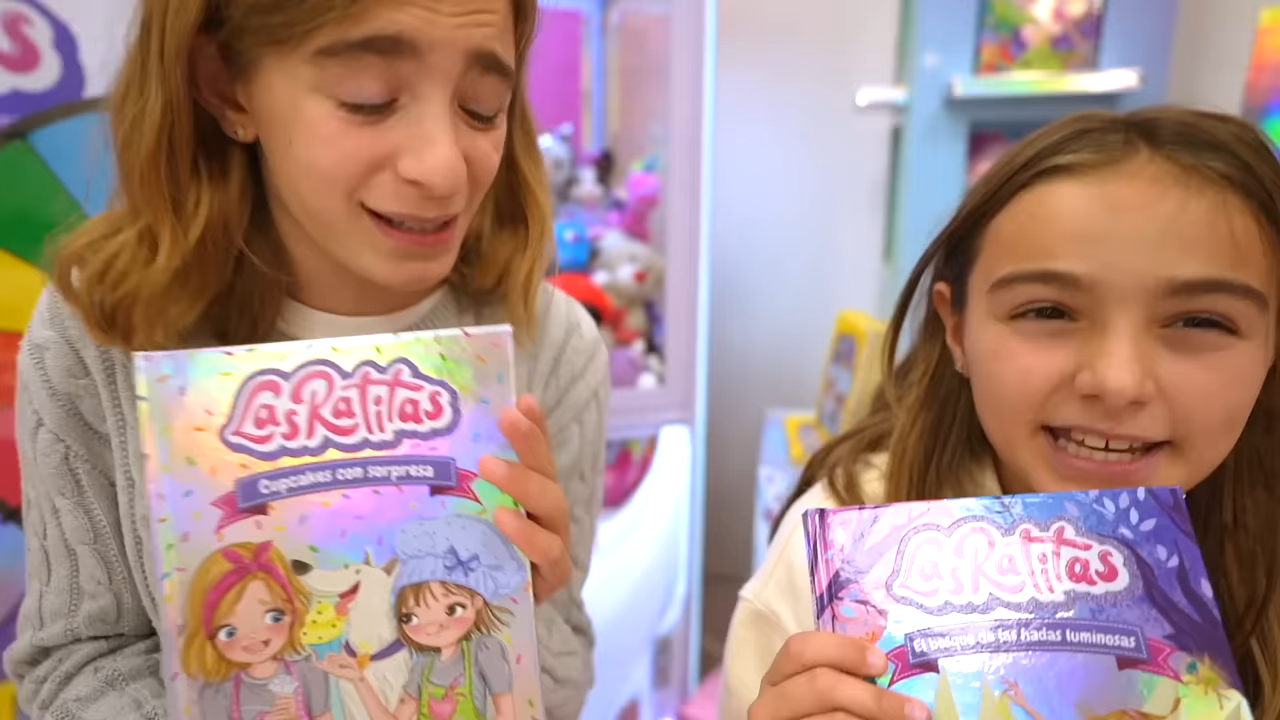 s
LasRatitas
Cupcakes con sorpresa
LasRatitas
El bosque de las hadas luminosas